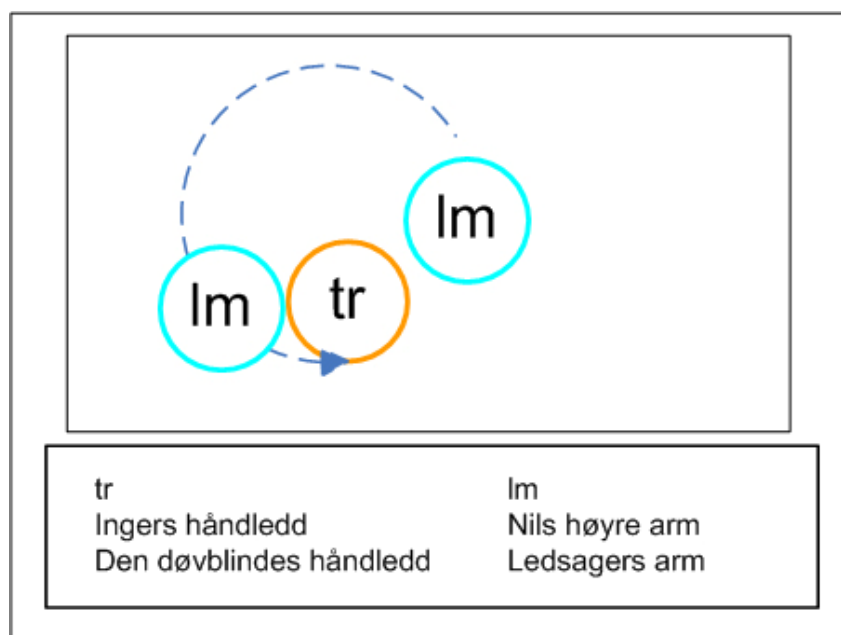 lm
lm
tr
tr
Ingers håndledd
Den døvblindes håndledd
lm
Nils høyre arm
Ledsagers arm